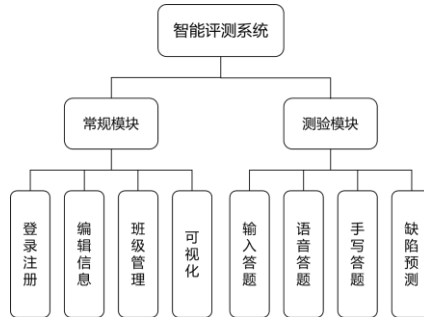 智能评测系统
常规模块
测验模块
登录注册
编辑信息
班级管理
可视化
输入答题
语音答题
手写答题
缺陷预测